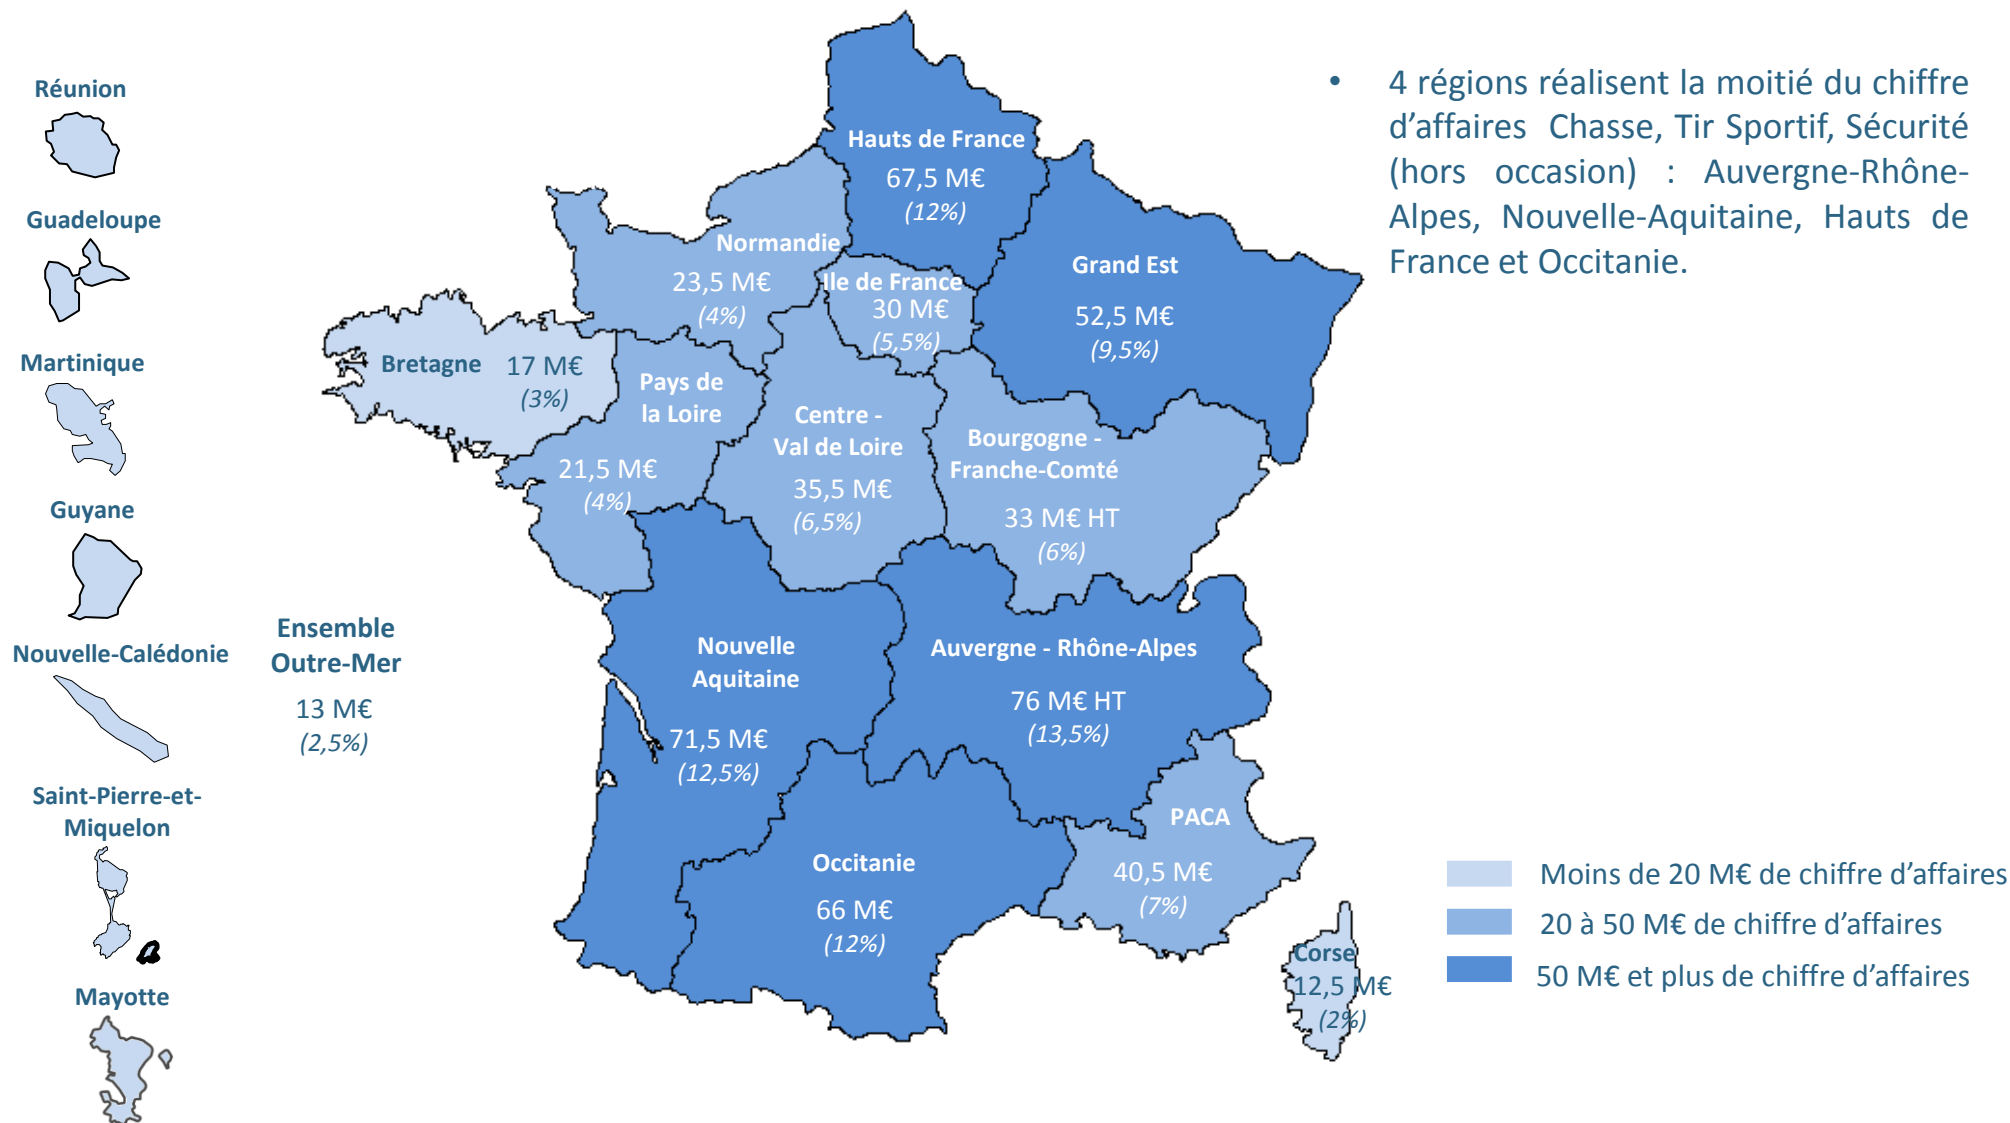 Réunion
Guadeloupe
Martinique
Guyane
Nouvelle-Calédonie
Saint-Pierre-et-
Miquelon
Mayotte
Ensemble
Outre-Mer
13 M€
(2,5%)
Hauts de France
67,5 M€
(12%)
Normandie
23,5 M€
(4%)
Ile de France
30 M€
(5,5%)
Grand Est
52,5 M€
(9,5%)
Bretagne
17 M€
(3%)
Pays de
la Loire
21,5 M€
(4%)
Centre -
Val de Loire
35,5 M€
(6,5%)
Bourgogne -
Franche-Comté
33 M€ HT
(6%)
Nouvelle
Aquitaine
71,5 M€
(12,5%)
Auvergne - Rhône-Alpes
76 M€ HT
(13,5%)
Occitanie
66 M€
(12%)
PACA
40,5 M€
(7%)
Corse
12,5 M€
(2%)
• 4 régions réalisent la moitié du chiffre
d’affaires Chasse, Tir Sportif, Sécurité
(hors occasion) : Auvergne-Rhône-
Alpes, Nouvelle-Aquitaine, Hauts de
France et Occitanie.
Moins de 20 M€ de chiffre d’affaires
20 à 50 M€ de chiffre d’affaires
50 M€ et plus de chiffre d’affaires